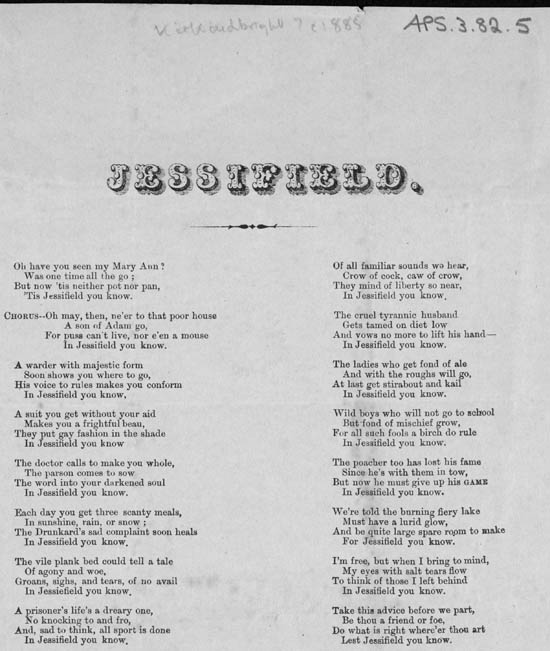 Kirkcudbright ? c 1885
APS.3.82.5
JESSIFIELD.
Oh have you seen my Mary Ann?
Was one time all the go;
But now 'tis neither pot nor pan,
'Tis Jessifield you know.
CHORUS--Oh may, then, ne'er to that poor house
A son of Adam go,
For puss can't live, nor e'en a mouse
In Jessifield you know.
A warder with majestic form
Soon shows you where to go,
His voice to rules makes you conform
In Jessifield you know,
A suit you get without your aid
Makes you a frightful beau,
They put gay fashion in the shade
In Jessifield you know
The doctor calls to make you whole,
The parson comes to sow
The word into your darkened soul
In Jessifield you know.
Each day you get three scanty meals,
In sunshine, rain, or snow;
The Drunkard's sad complaint soon heals
In Jessifield you know,
The vile plank bed could tell a tale
Of agony and woe,
Groans, sighs, and tears, of no avail
In Jessiefield you know.
A prisoner's life's a dreary one,
No knocking to and fro,
And, sad to think, all sport is done
In Jessifield you know.
Of all familiar sounds we hear,
Crow of cock, caw of crow,
They mind of liberty so near,
In Jessifield you know.
The cruel tyrannic husband
Gets tamed on diet low
And vows no more to lift his hand—
In Jessifield you know.
The ladies who get fond of ale
And with the roughs will go,
At last get stirabout and kail
In Jessifield you know.
Wild boys who will not go to school
But fond of mischief grow,
For all such fools a birch do rule
In Jessifield you know
The poacher too has lost his fame
Since he's with them in tow,
But now he must give up his GAME
In Jessifield you know.
We're told the burning fiery lake
Must have a lurid glow,
And be quite large spare room to make
For Jessifield you know.
I'm free, but when I bring to mind,
My eyes with salt tears flow
To think of those I left behind
In Jessifield you know.
Take this advice before we part,
Be thou a friend or foe,
Do what is right where'er thou art
Lest Jessifield you know.